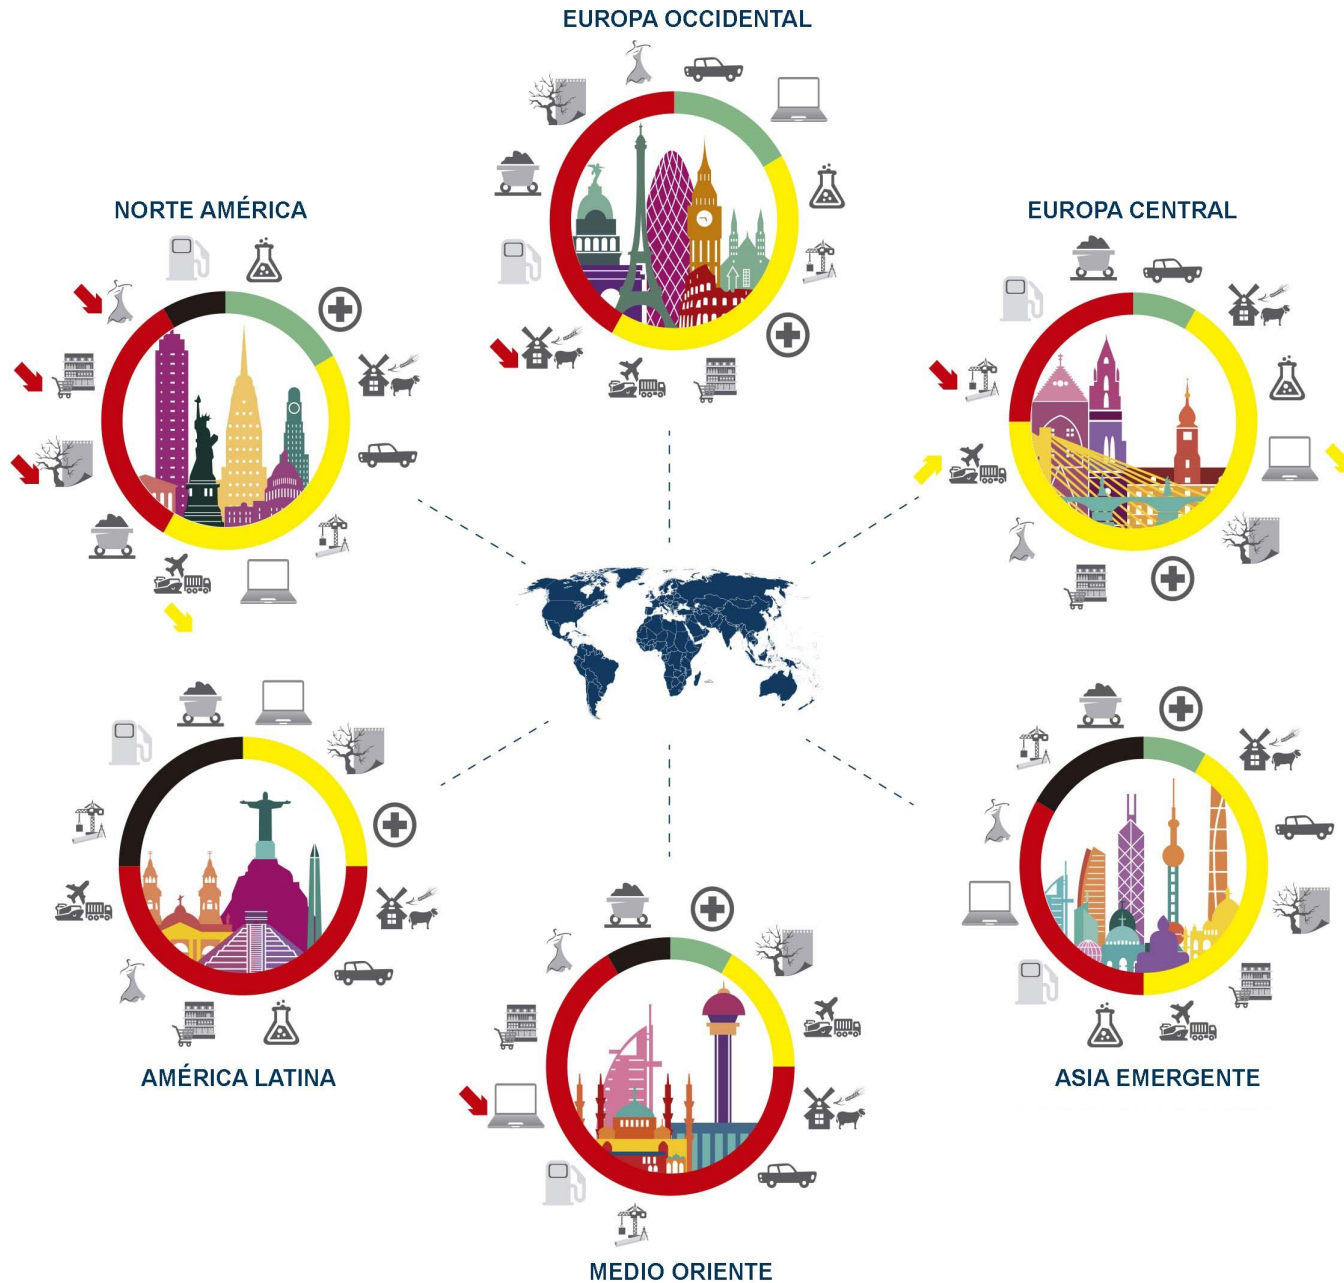 EUROPA OCCIDENTAL
NORTE AMÉRICA
EUROPA CENTRAL
AMÉRICA LATINA
ASIA EMERGENTE
MEDIO ORIENTE